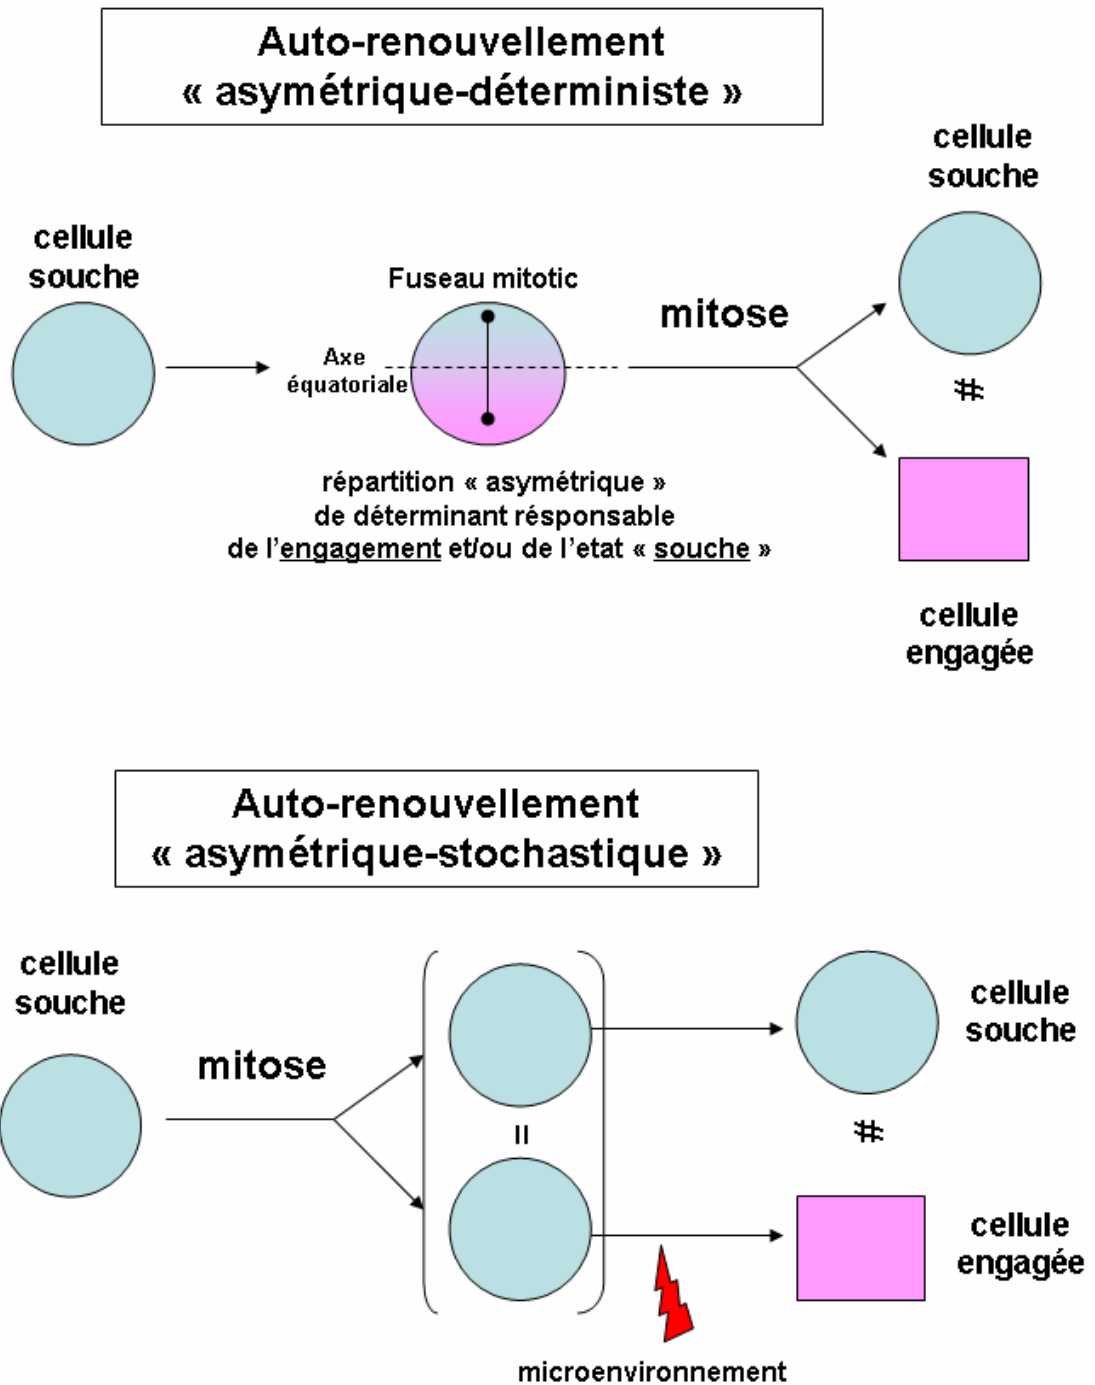 Auto-renouvellement
« asymétrique-déterministe »
cellule
souche
Fuseau mitotic
Axe
équatoriale
mitose
cellule
souche
#
répartition « asymétrique »
de déterminant résponsable
de l'engagement et/ou de l'etat « souche »
cellule
engagée
Auto-renouvellement
« asymétrique-stochastique »
cellule
souche
mitose
=
cellule
souche
#
cellule
engagée
microenvironnement